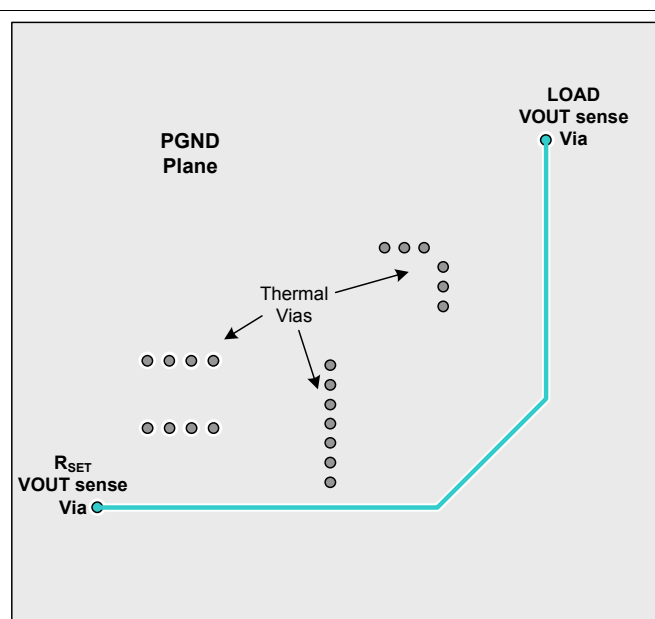 LOAD
VOUT sense
Via
PGND
Plane
Thermal
Vias
RSET
VOUT sense
Via